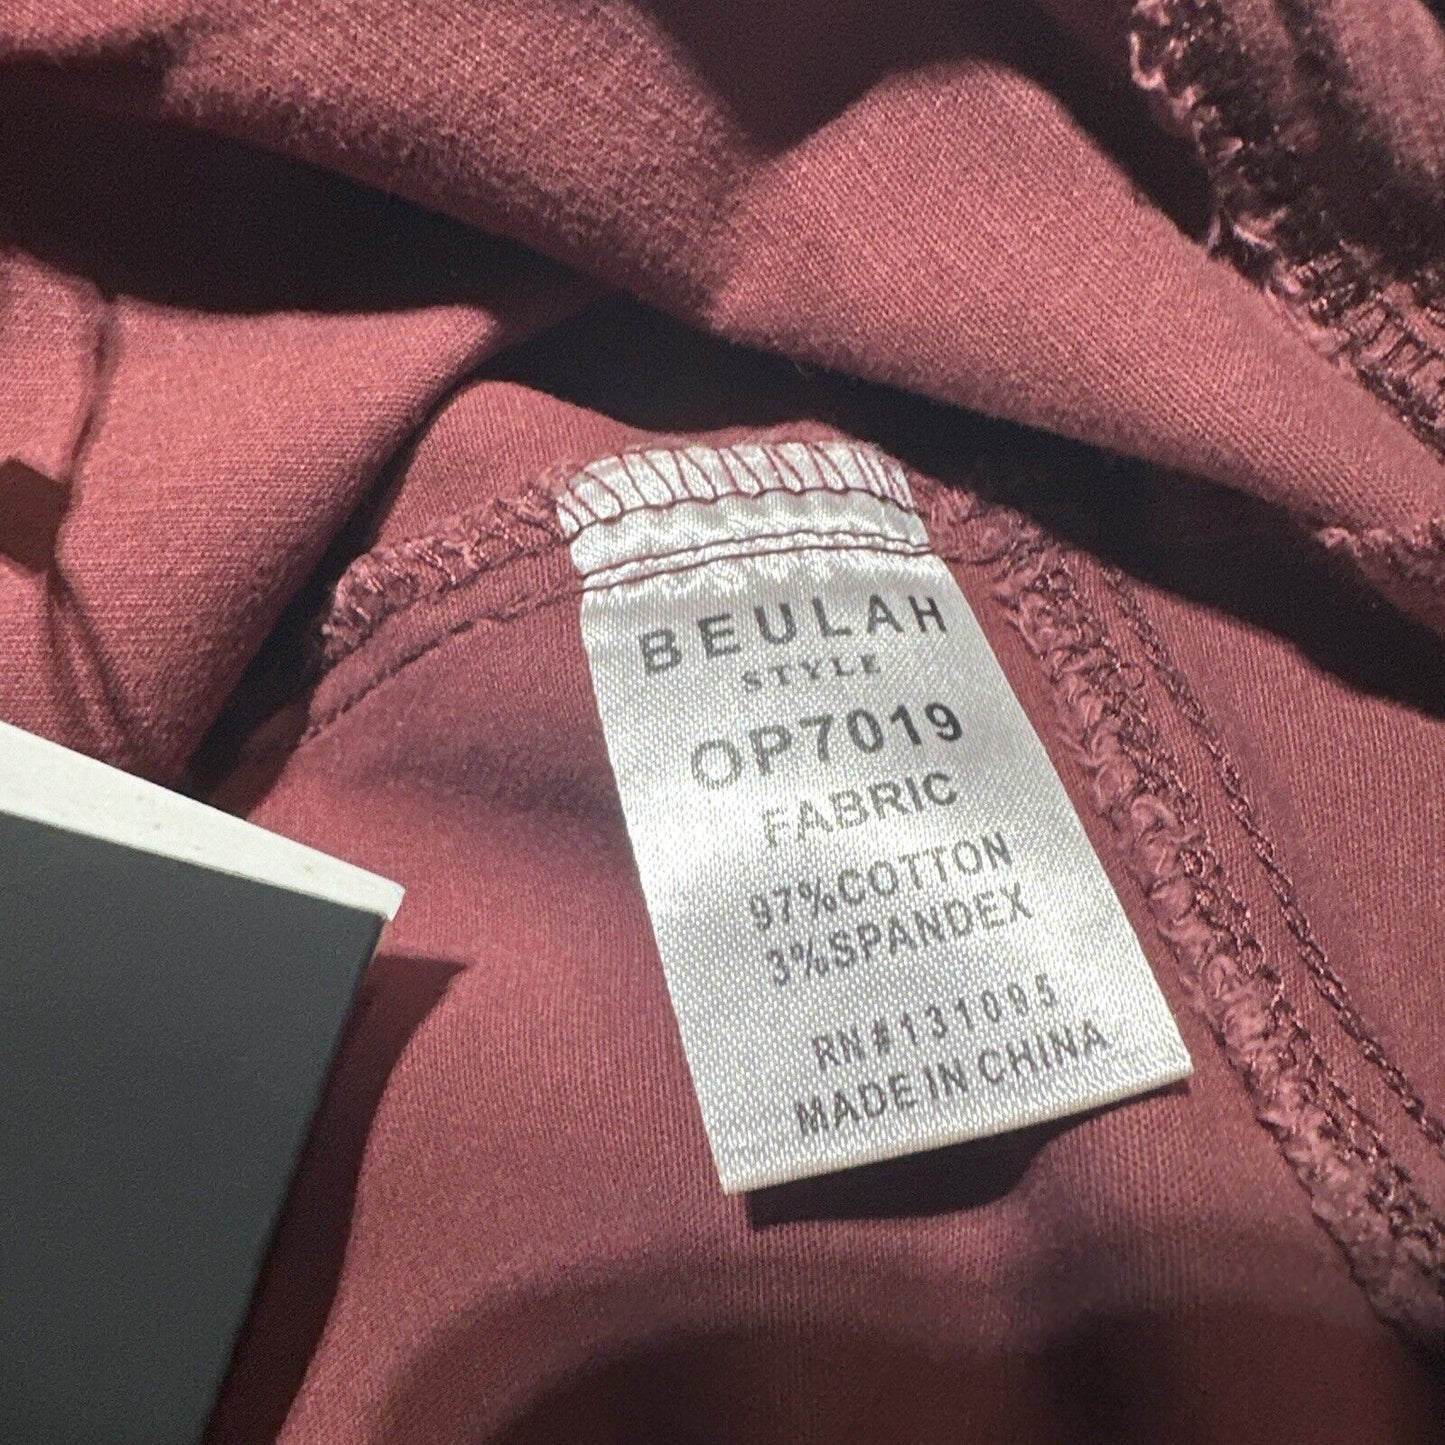 BEULAH
STYLE
OP7019
FABRIC
97%COTTON
3%SPANDEX
RN#131095
MADE IN CHINA